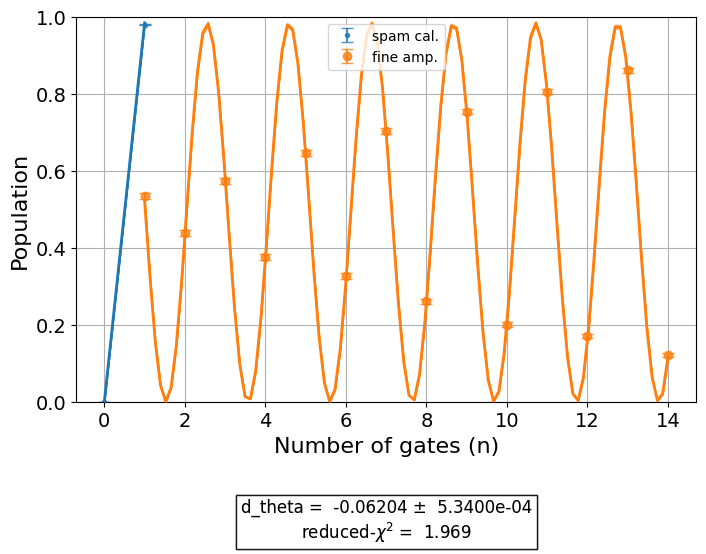 1.0
0.8
0.6
0.4
0.2
0.0
Population
spam cal.
fine amp.
0 2 4 6 8 10 12 14
Number of gates (n)
d_theta = -0.06204 ± 5.3400e-04
reduced-χ² = 1.969